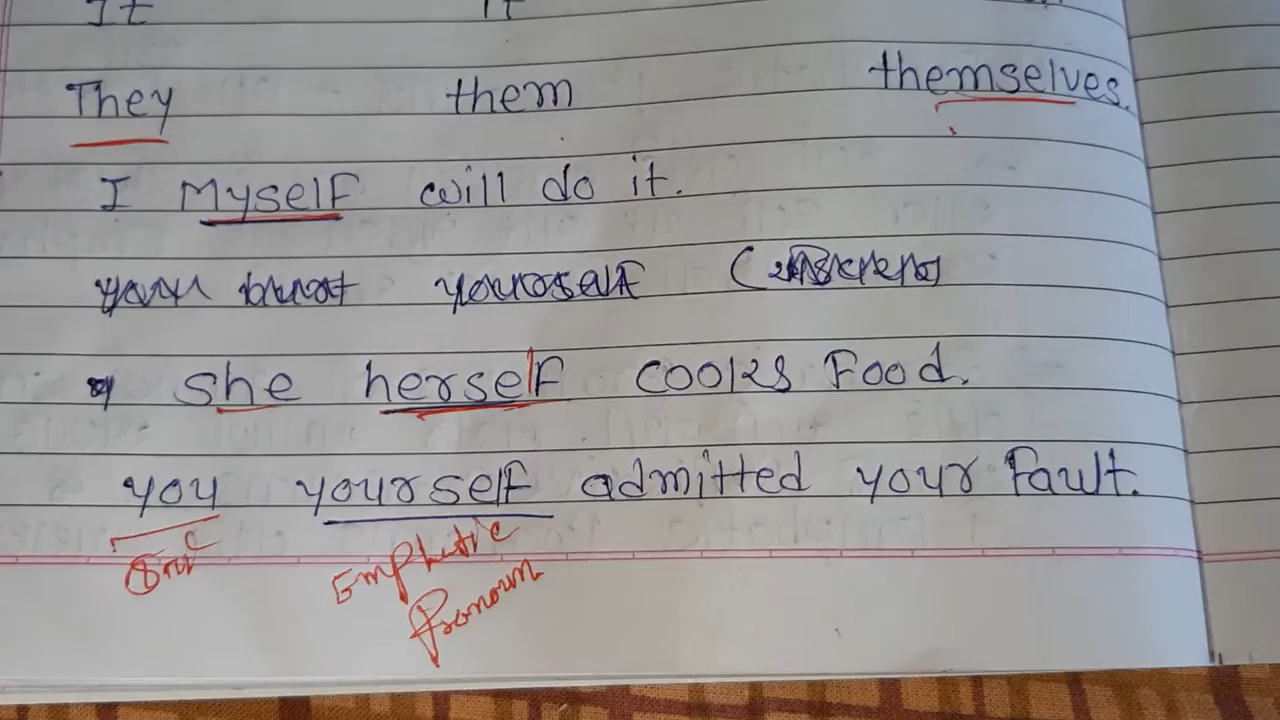 It It
They them themselves.
I Myself will do it.
yourself
She herself cooks Food.
you yourself admitted your Fault.
Emphatic
Pronoun